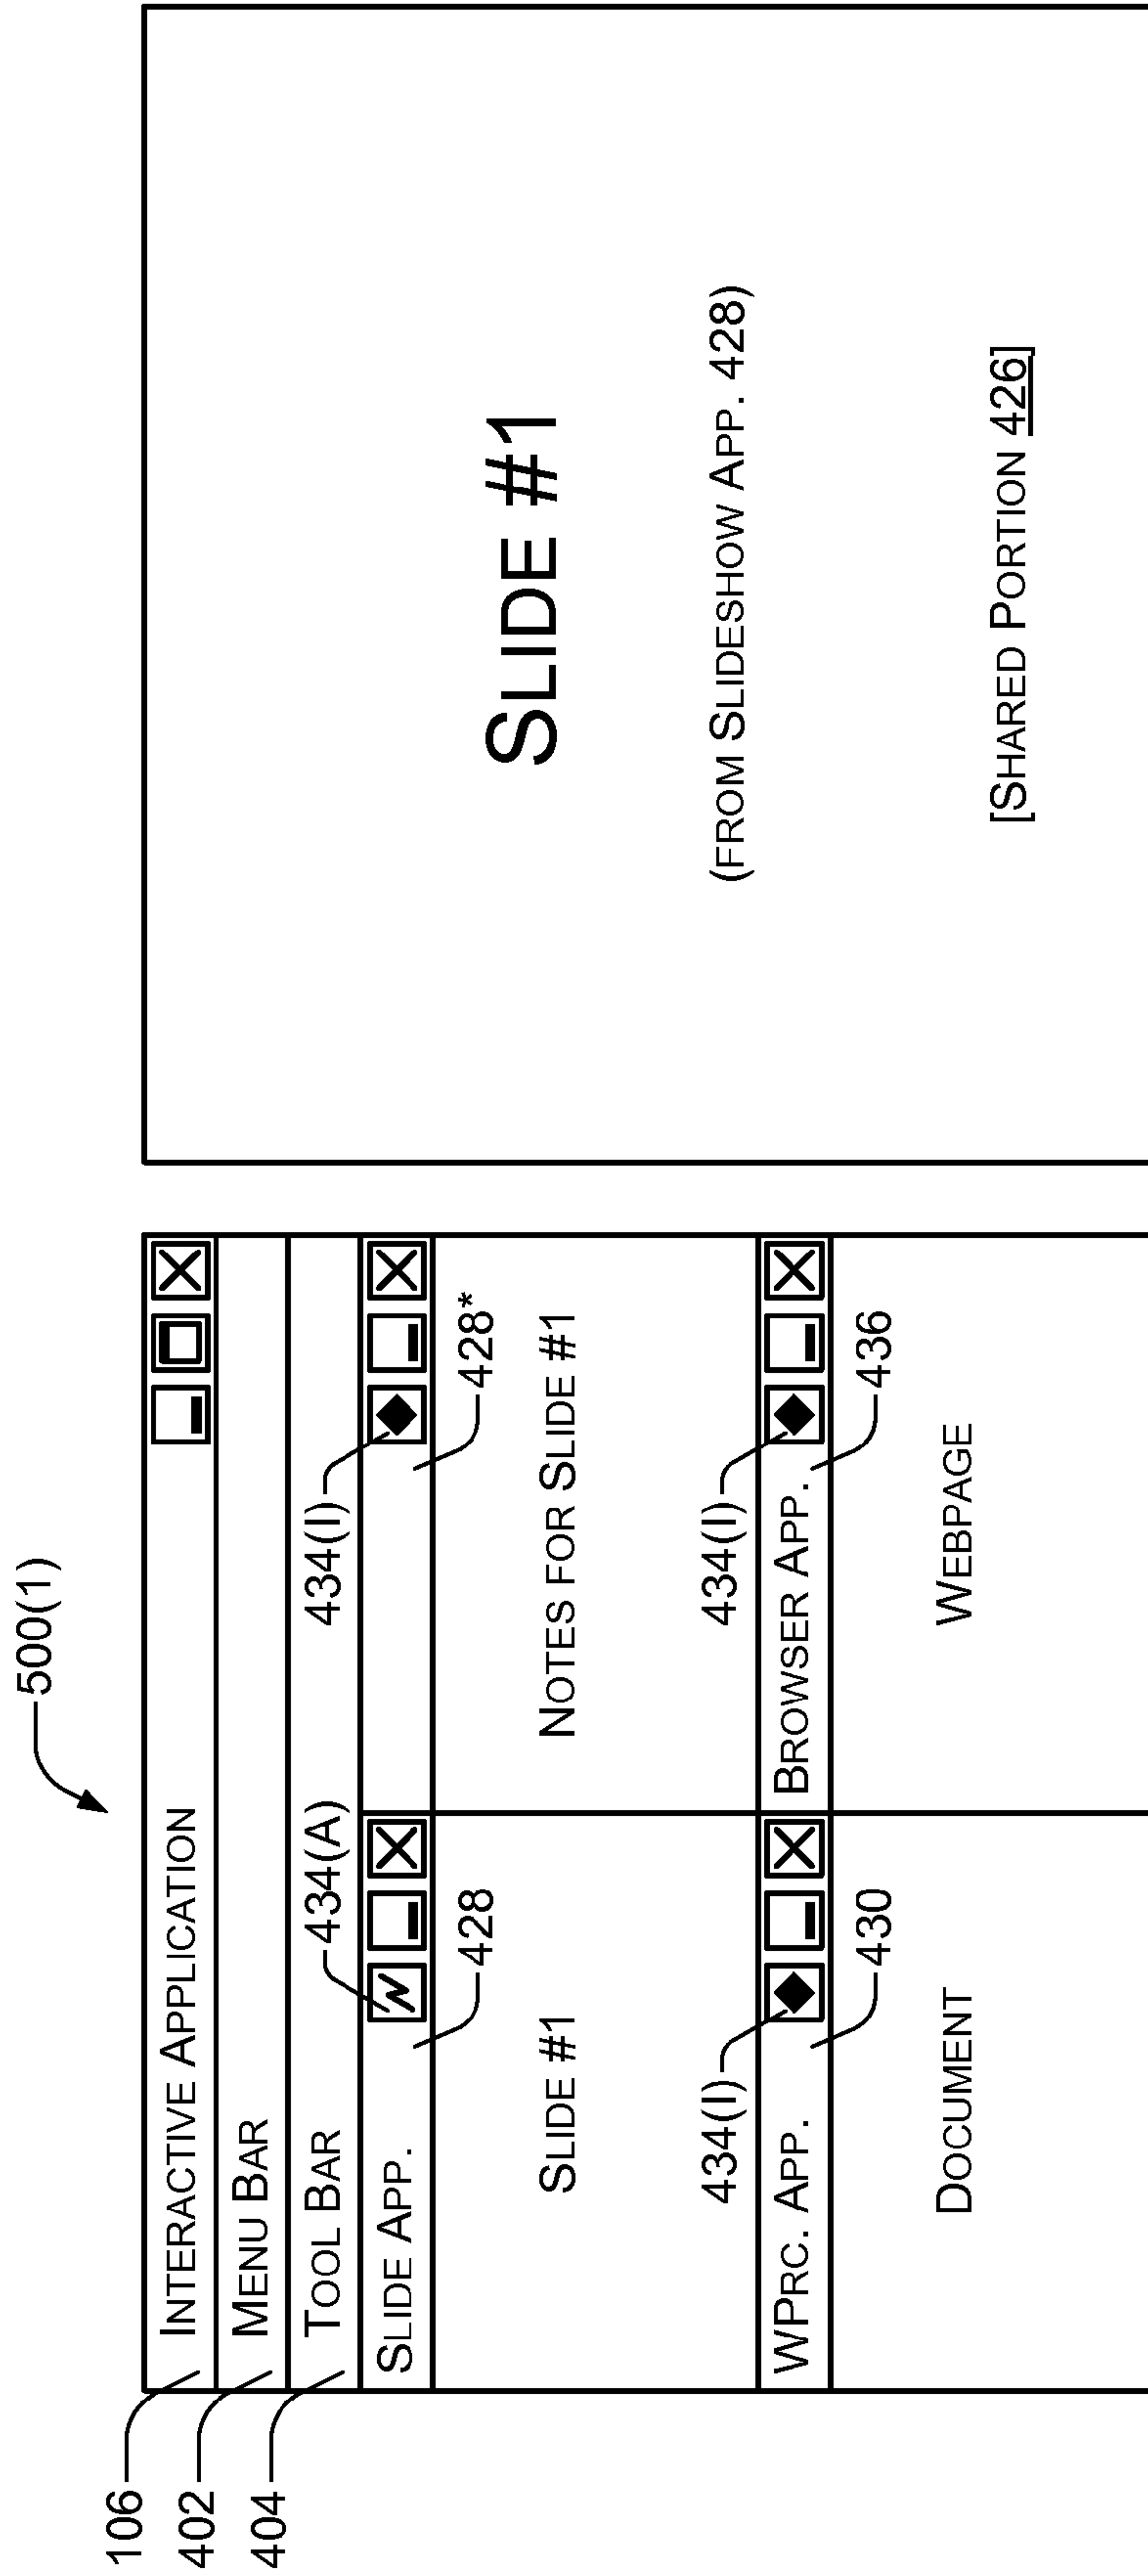 500(1)
106
INTERACTIVE APPLICATION
402
MENU BAR
404
TOOL BAR
434(A)
434(I)
SLIDE APP.
428
428*
SLIDE #1
NOTES FOR SLIDE #1
434(I)
434(I)
WPRC. APP.
BROWSER APP.
430
436
DOCUMENT
WEBPAGE
SLIDE #1
(FROM SLIDESHOW APP. 428)
[SHARED PORTION 426]